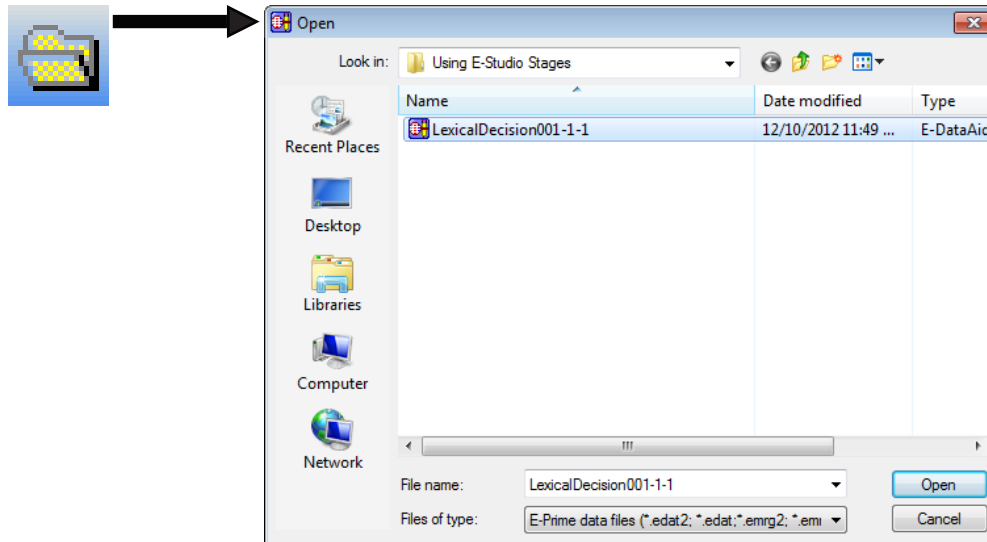 Open
Look in: Using E-Studio Stages
Name Date modified Type
LexicalDecision001-1-1 12/10/2012 11:49 ... E-DataAid
Recent Places
Desktop
Libraries
Computer
Network
File name: LexicalDecision001-1-1 Open
Files of type: E-Prime data files (*.edat2; *.edat;*.emrg2; *.emr Cancel